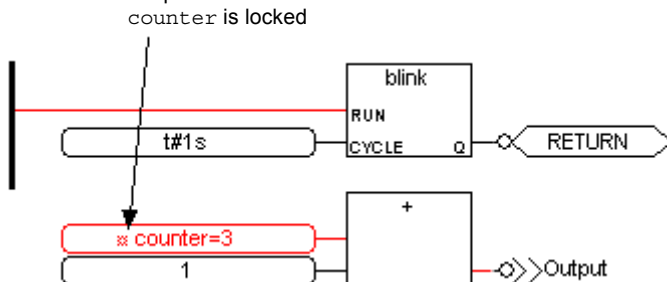 counter is locked
blink
RUN
t#1s
CYCLE Q
RETURN
+
counter=3
1
Output